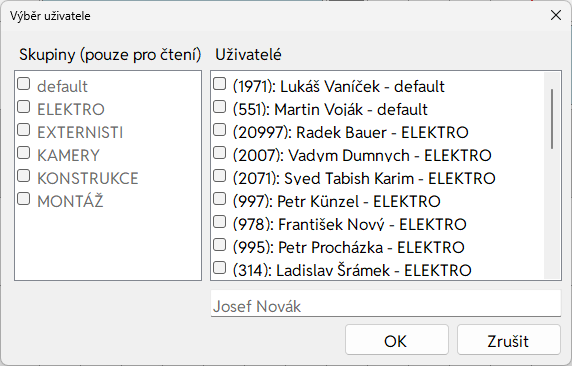 Výběr uživatele
Skupiny (pouze pro čtení)
default
ELEKTRO
EXTERNISTI
KAMERY
KONSTRUKCE
MONTÁŽ
Uživatelé
(1971): Lukáš Vaníček - default
(551): Martin Voják - default
(20997): Radek Bauer - ELEKTRO
(2007): Vadym Dumnych - ELEKTRO
(2071): Syed Tabish Karim - ELEKTRO
(997): Petr Künzel - ELEKTRO
(978): František Nový - ELEKTRO
(995): Petr Procházka - ELEKTRO
(314): Ladislav Šrámek - ELEKTRO
Josef Novák
OK
Zrušit